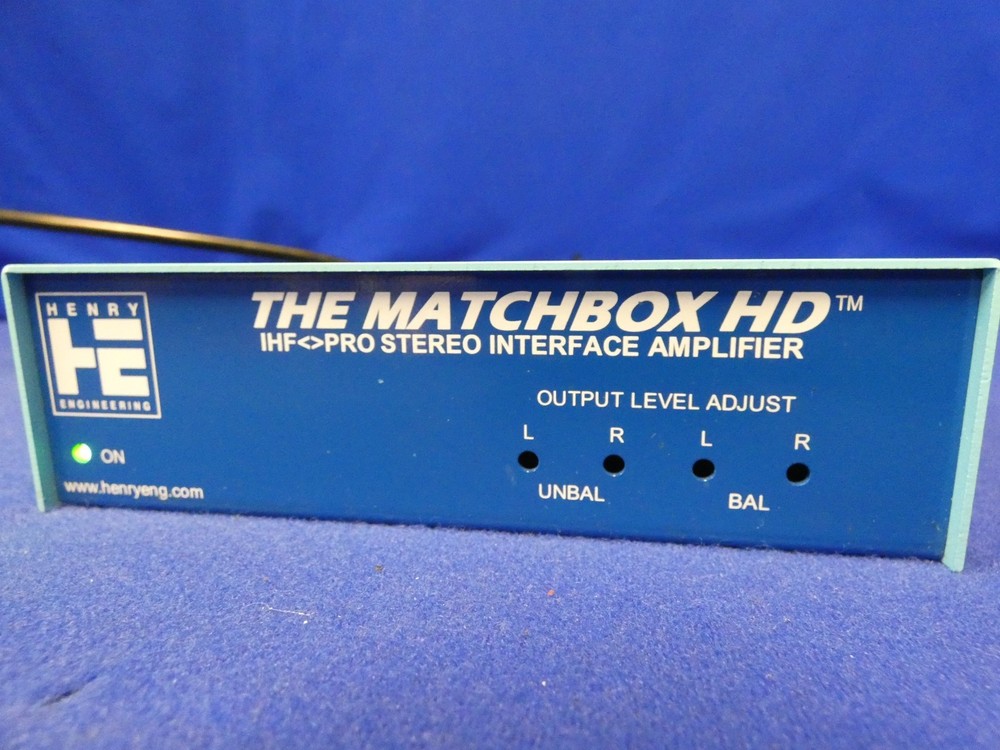 HENRY
HE
ENGINEERING
THE MATCHBOX HD™
IHF<>PRO STEREO INTERFACE AMPLIFIER
OUTPUT LEVEL ADJUST
L R L R
UNBAL BAL
ON
www.henryeng.com